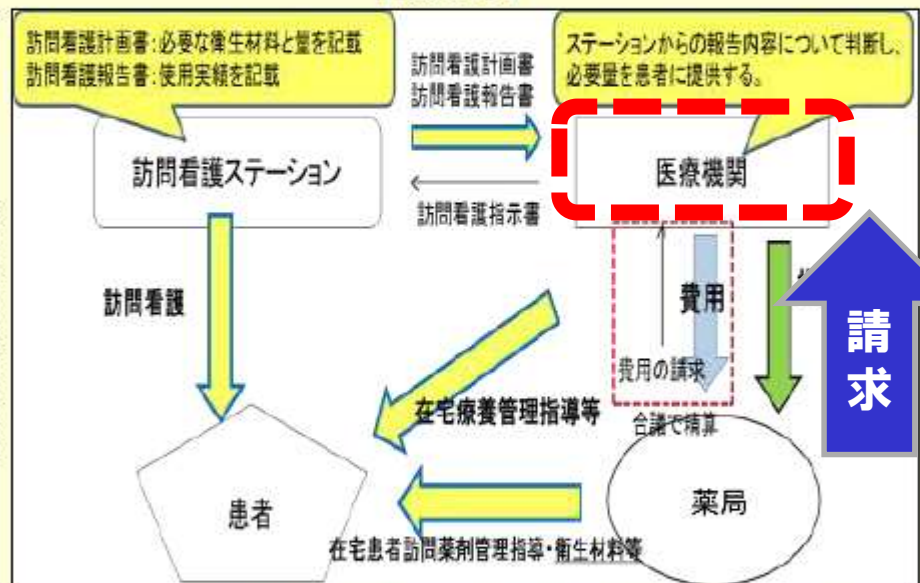 訪問看護計画書:必要な衛生材料と量を記載
訪問看護報告書:使用実績を記載
ステーションからの報告内容について判断し、
必要量を患者に提供する。
訪問看護計画書
訪問看護報告書
訪問看護ステーション
医療機関
訪問看護指示書
訪問看護
費用
費用の請求
合議で精算
請求
在宅療養管理指導等
患者
薬局
在宅患者訪問薬剤管理指導・衛生材料等